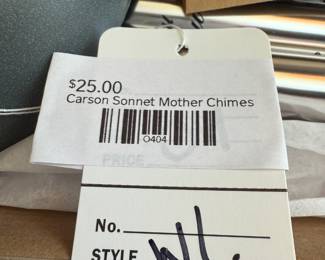 $25.00
Carson Sonnet Mother Chimes
O404
PRICE
No.
STYLE